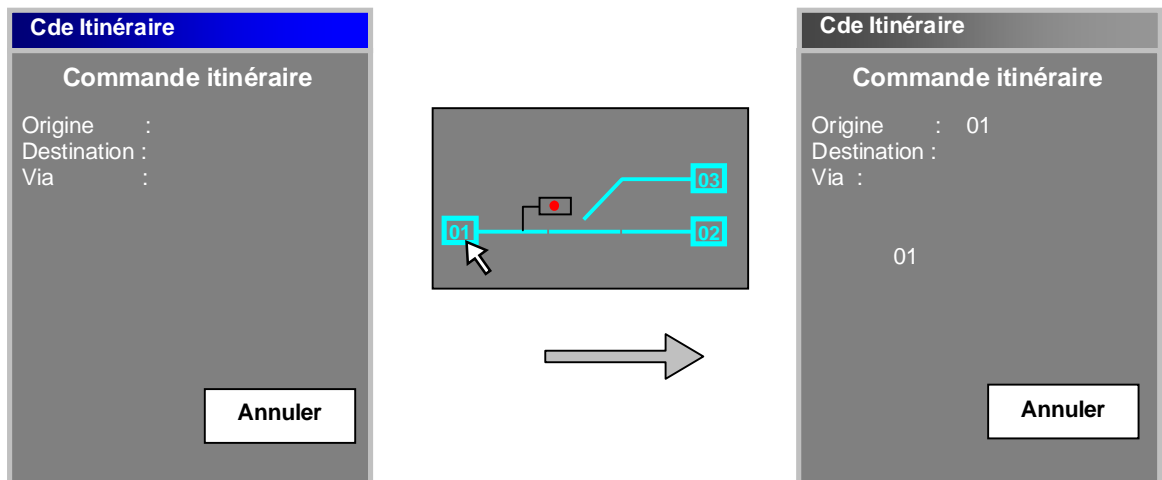 Cde Itinéraire
Commande itinéraire
Origine :
Destination :
Via :
Annuler
03
01
02
Cde Itinéraire
Commande itinéraire
Origine : 01
Destination :
Via :
01
Annuler